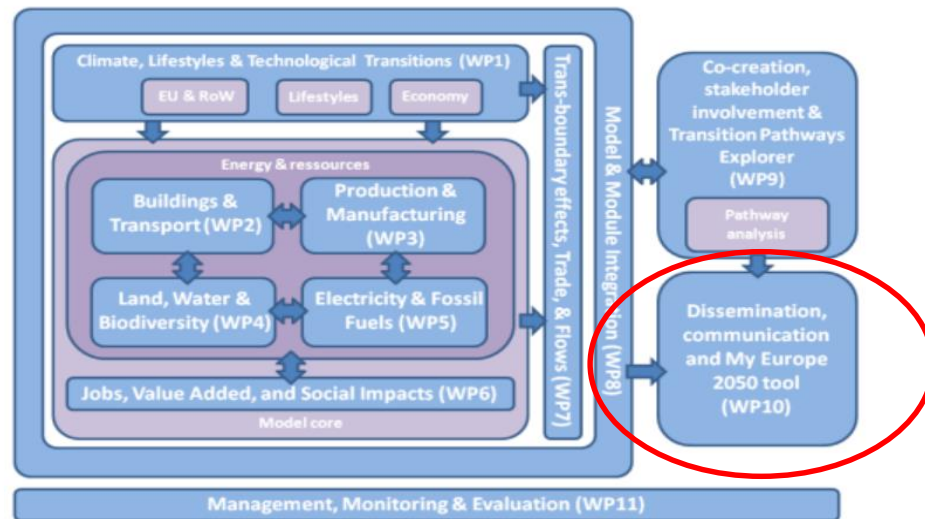 Climate, Lifestyles & Technological Transitions (WP1)
EU & RoW
Lifestyles
Economy
Energy & ressources
Buildings &
Transport (WP2)
Production &
Manufacturing
(WP3)
Land, Water &
Biodiversity (WP4)
Electricity & Fossil
Fuels (WP5)
Jobs, Value Added, and Social Impacts (WP6)
Model core
Trans-boundary effects, Trade, & Flows (WP7)
Model & Module Integration (WP8)
Co-creation,
stakeholder
involvement &
Transition Pathways
Explorer
(WP9)
Pathway
analysis
Dissemination,
communication
and My Europe
2050 tool
(WP10)
Management, Monitoring & Evaluation (WP11)